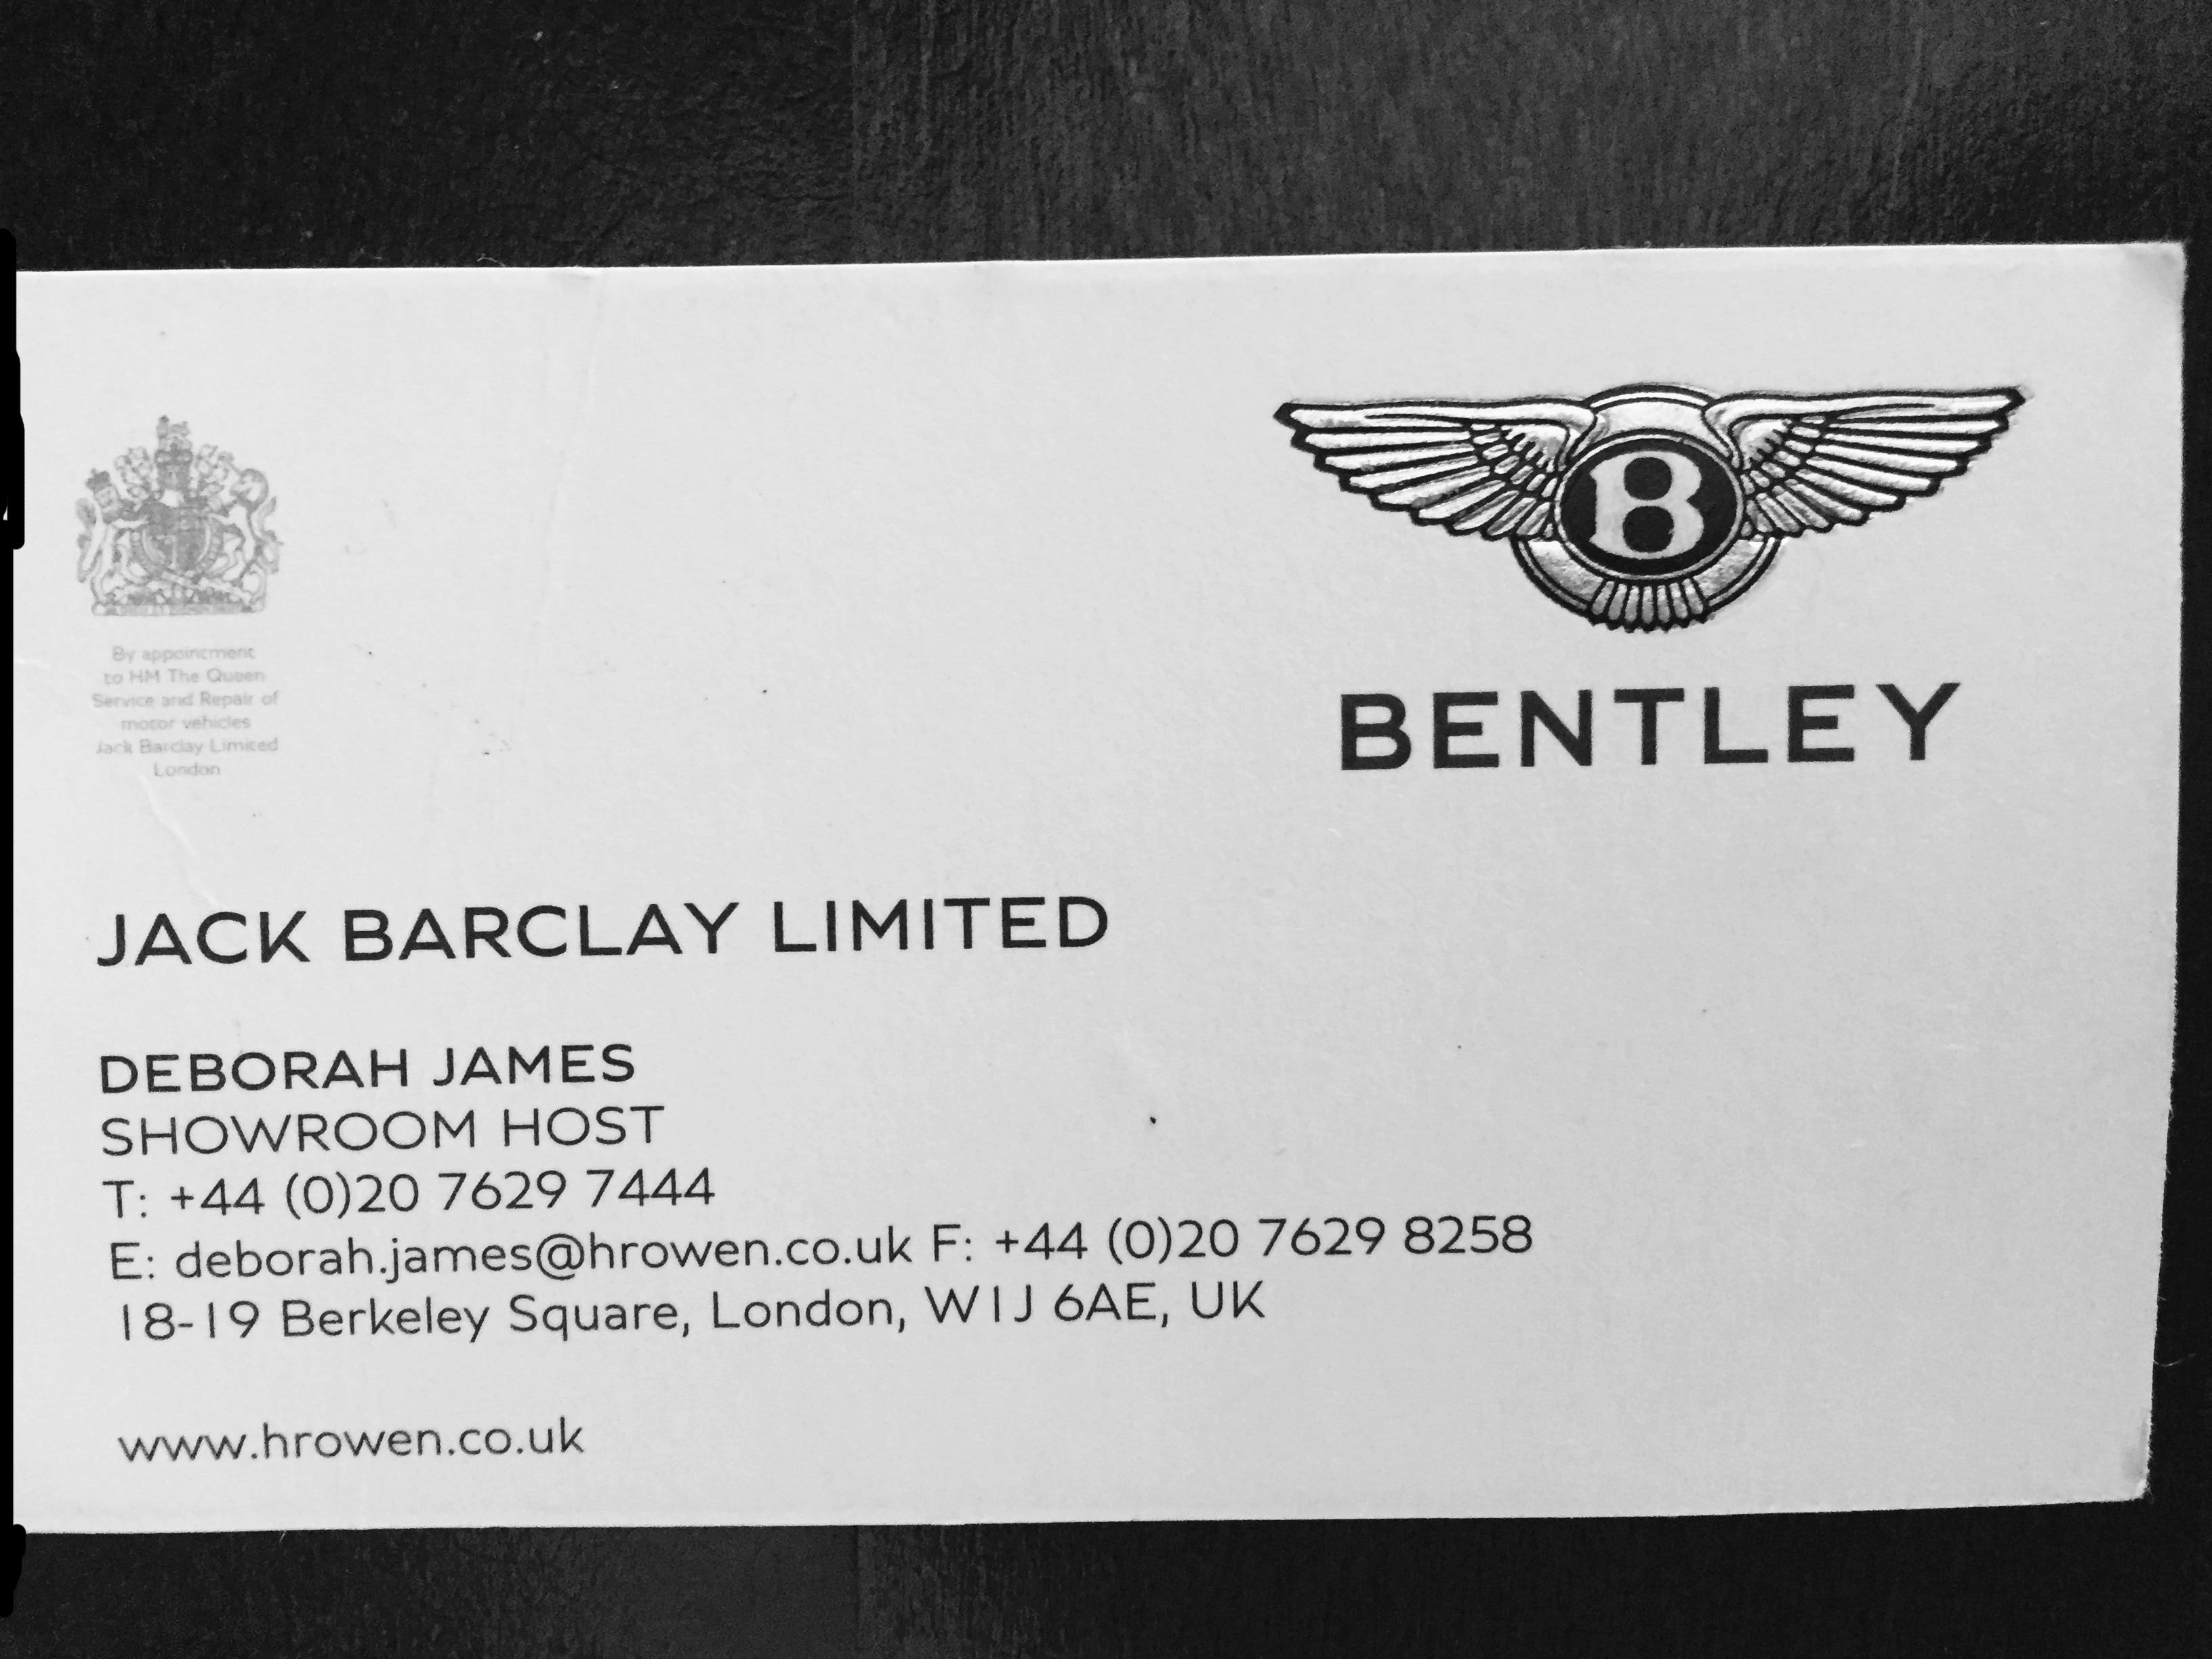 By appointment
to HM The Queen
Service and Repair of
motor vehicles
Jack Barclay Limited
London
B
BENTLEY
JACK BARCLAY LIMITED
DEBORAH JAMES
SHOWROOM HOST
T: +44 (0)20 7629 7444
E: deborah.james@hrowen.co.uk F: +44 (0)20 7629 8258
18-19 Berkeley Square, London, W1J 6AE, UK
www.hrowen.co.uk